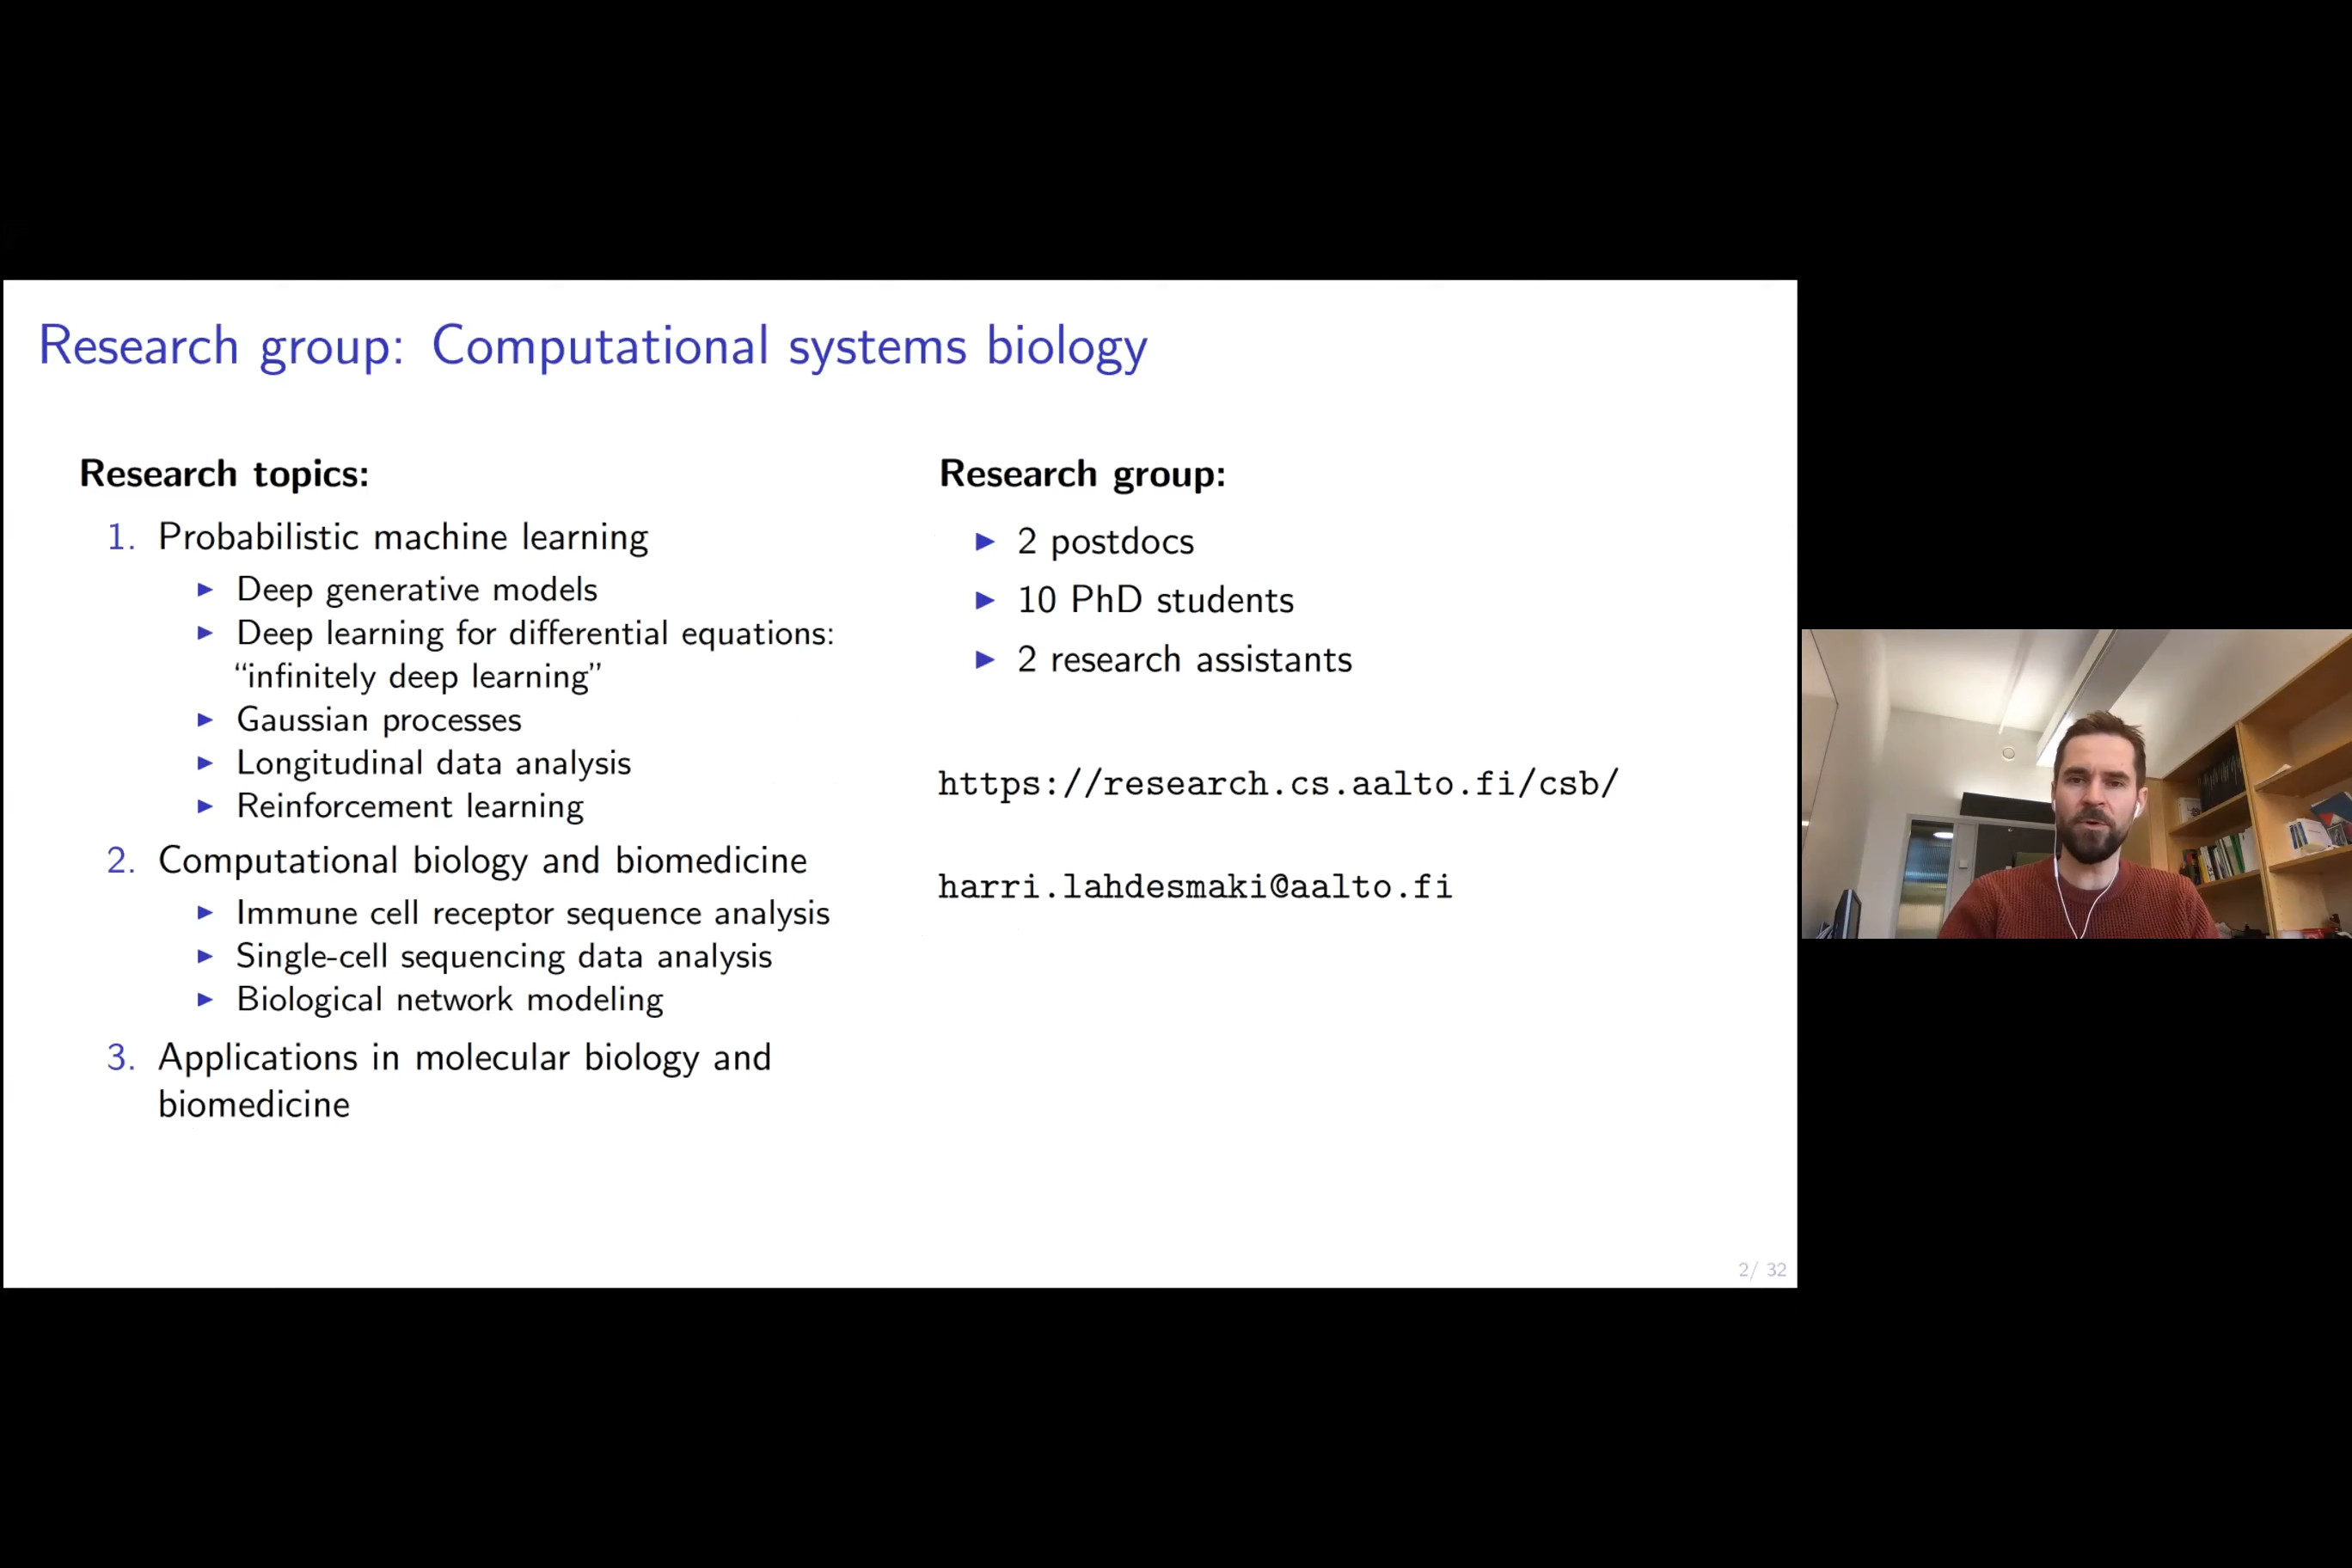 Research group: Computational systems biology
Research topics:
1. Probabilistic machine learning
▶ Deep generative models
▶ Deep learning for differential equations:
“infinitely deep learning”
▶ Gaussian processes
▶ Longitudinal data analysis
▶ Reinforcement learning
2. Computational biology and biomedicine
▶ Immune cell receptor sequence analysis
▶ Single-cell sequencing data analysis
▶ Biological network modeling
3. Applications in molecular biology and
biomedicine
Research group:
▶ 2 postdocs
▶ 10 PhD students
▶ 2 research assistants
https://research.cs.aalto.fi/csb/
harri.lahdesmaki@aalto.fi
2/ 32